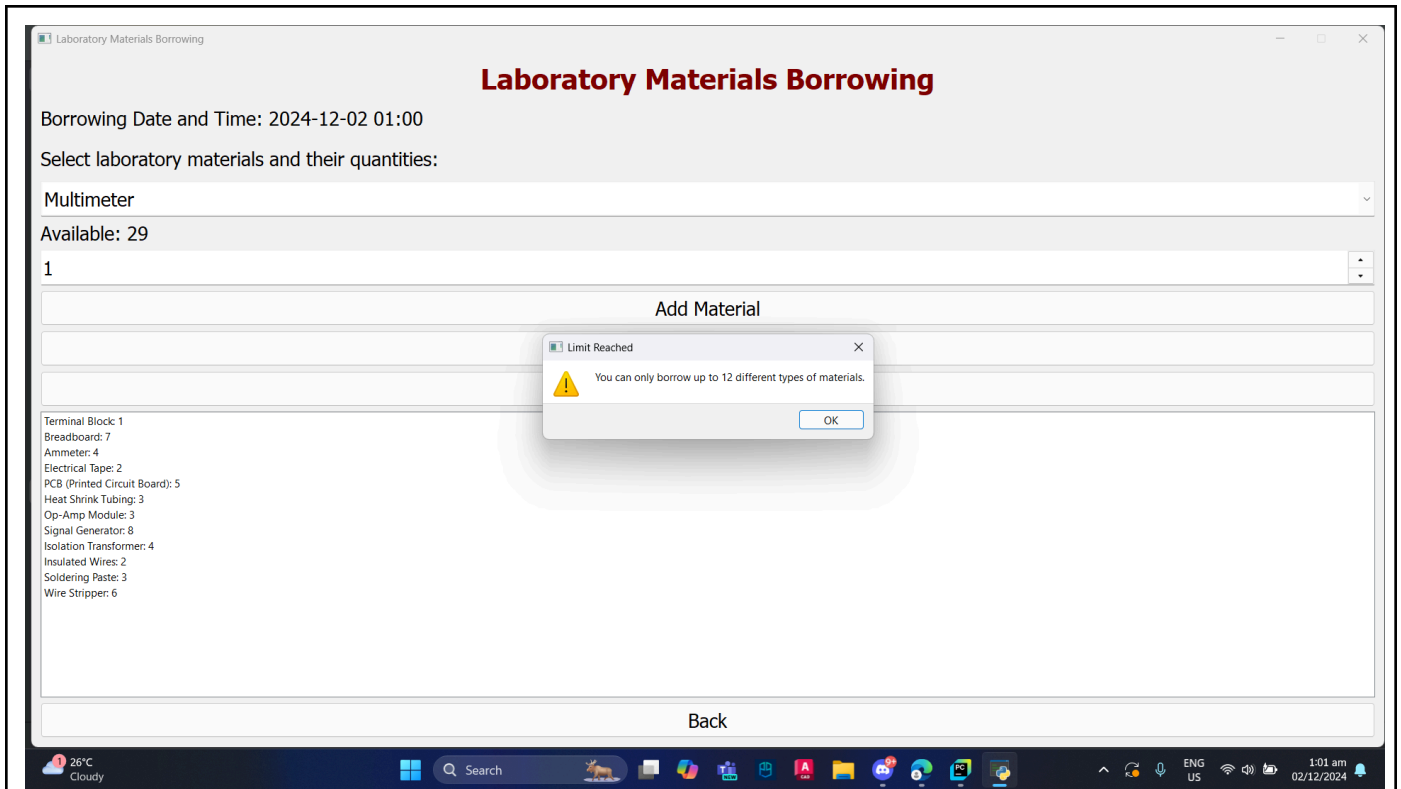 Laboratory Materials Borrowing
Laboratory Materials Borrowing
Borrowing Date and Time: 2024-12-02 01:00
Select laboratory materials and their quantities:
Multimeter
Available: 29
1
Add Material
Limit Reached
You can only borrow up to 12 different types of materials.
OK
Terminal Block: 1
Breadboard: 7
Ammeter: 4
Electrical Tape: 2
PCB (Printed Circuit Board): 5
Heat Shrink Tubing: 3
Op-Amp Module: 3
Signal Generator: 8
Isolation Transformer: 4
Insulated Wires: 2
Soldering Paste: 3
Wire Stripper: 6
Back
1
26°C
Cloudy
Search
A
CAD
PC
ENG
US
1:01 am
02/12/2024